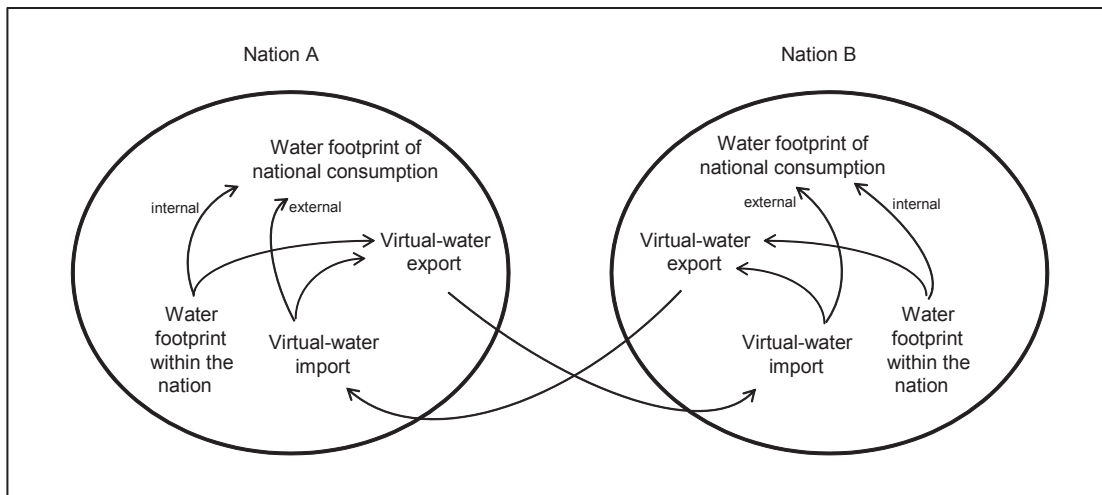 Nation A
Water footprint of
national consumption
internal
external
Virtual-water
export
Water
footprint
within the
nation
Virtual-water
import
Nation B
Water footprint of
national consumption
external
internal
Virtual-water
export
Virtual-water
import
Water
footprint
within the
nation